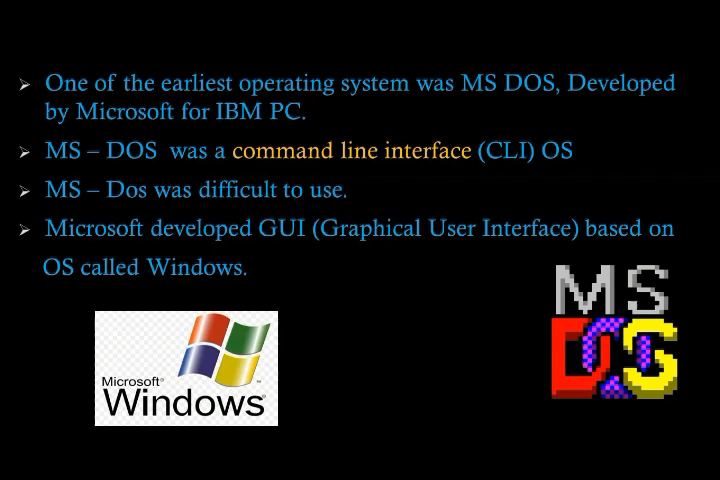 One of the earliest operating system was MS DOS, Developed
by Microsoft for IBM PC.
MS – DOS was a command line interface (CLI) OS
MS – Dos was difficult to use.
Microsoft developed GUI (Graphical User Interface) based on
OS called Windows.
MS
DOS
Microsoft®
Windows®